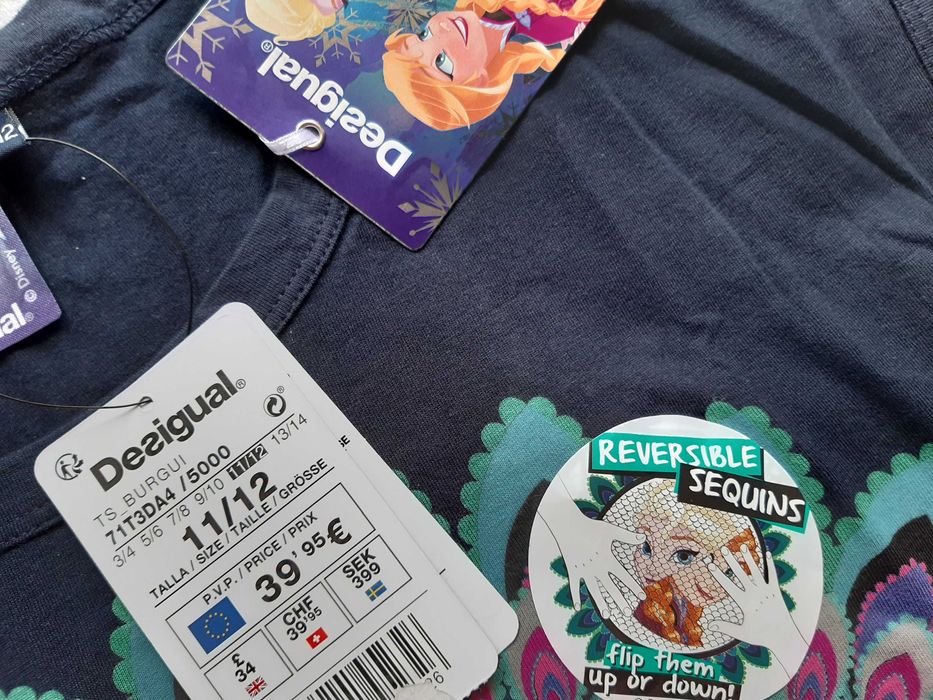 Desigual®
12
© Disney
ual®
Desigual®
TS_BURGUI
71T3DA4 / 5000
3/4 5/6 7/8 9/10 11/12 13/14
11/12
TALLA / SIZE / TAILLE / GRÖSSE
P.V.P. / PRICE / PRIX
39'95€
£
34
CHF
39'95
SEK
399
REVERSIBLE
SEQUINS
flip them
up or down!